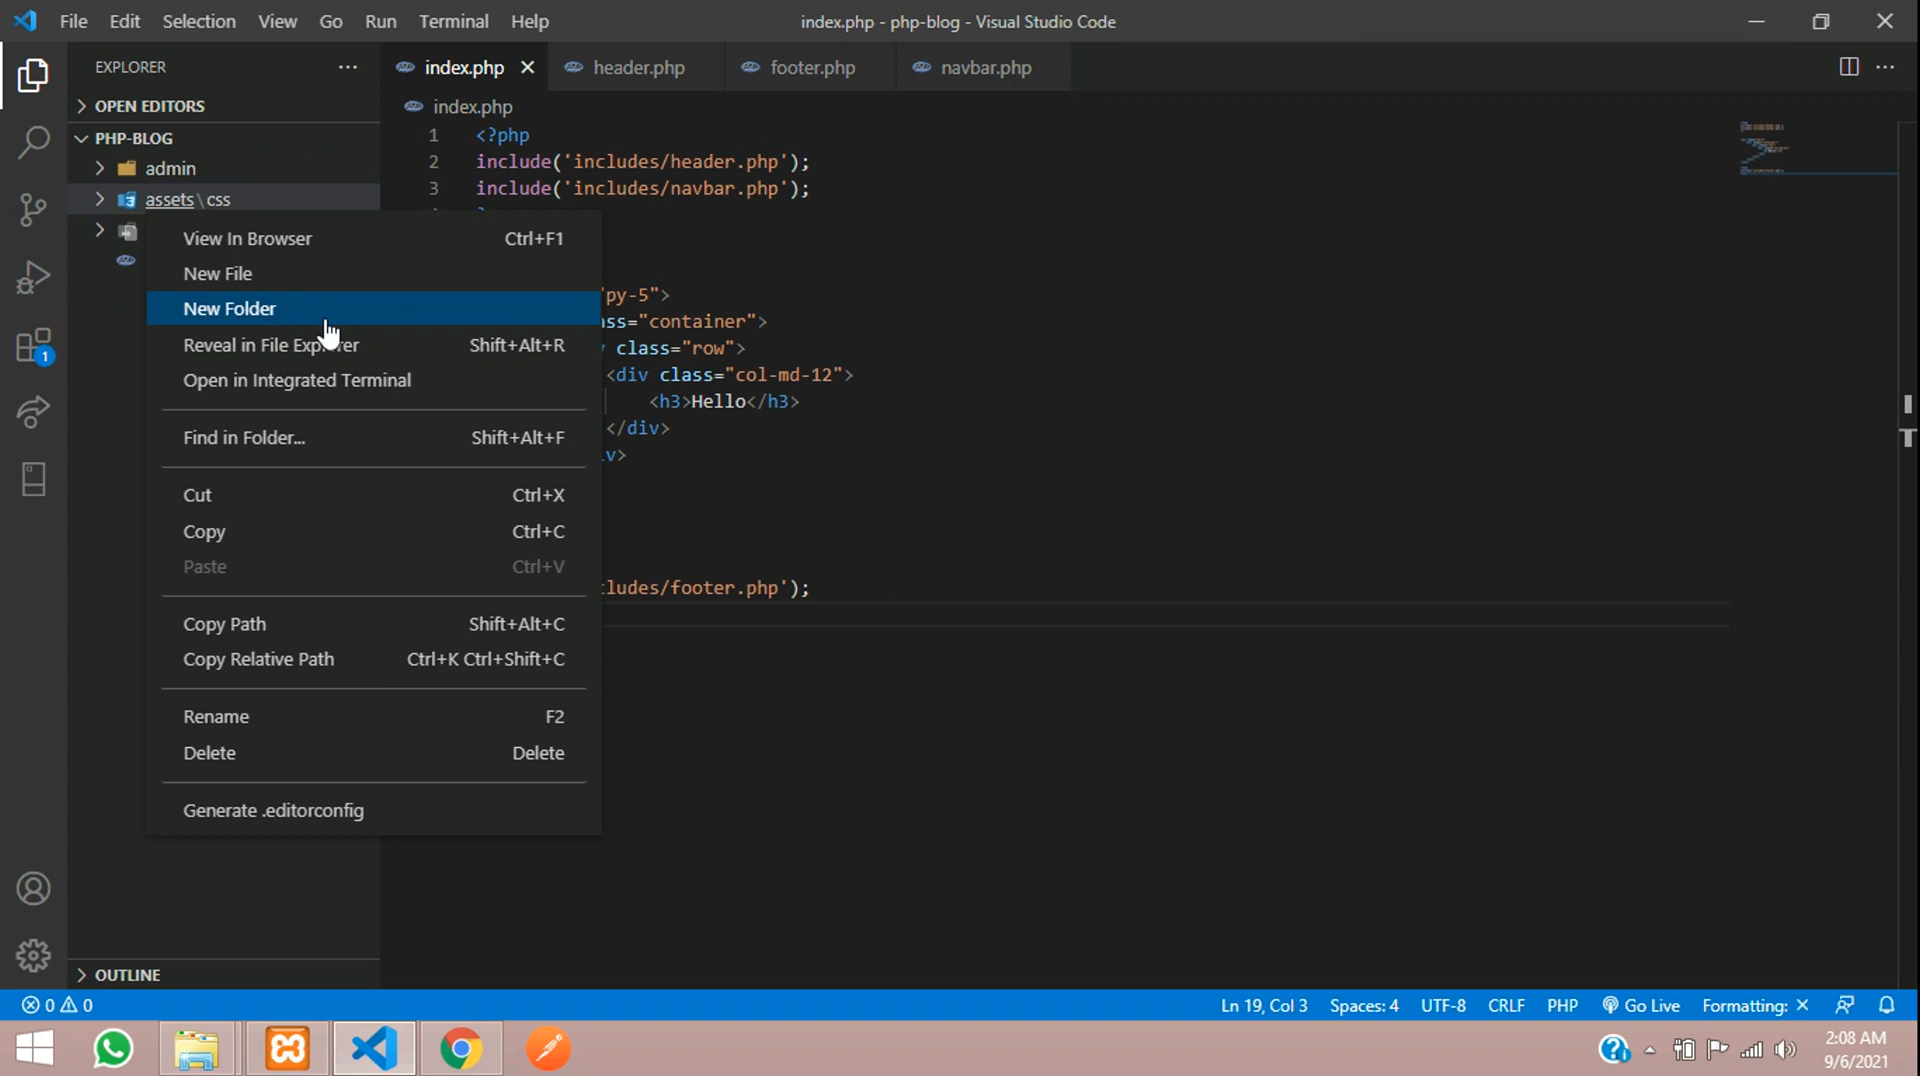 File Edit Selection View Go Run Terminal Help
index.php - php-blog - Visual Studio Code
EXPLORER
index.php header.php footer.php navbar.php
OPEN EDITORS
index.php
PHP-BLOG
admin
assets\css
1 <?php
2 include('includes/header.php');
3 include('includes/navbar.php');
View In Browser Ctrl+F1
New File
New Folder
Reveal in File Explorer Shift+Alt+R
Open in Integrated Terminal
Find in Folder... Shift+Alt+F
Cut Ctrl+X
Copy Ctrl+C
Paste Ctrl+V
Copy Path Shift+Alt+C
Copy Relative Path Ctrl+K Ctrl+Shift+C
Rename F2
Delete Delete
Generate .editorconfig
py-5">
ss="container">
class="row">
<div class="col-md-12">
<h3>Hello</h3>
</div>
v>
cludes/footer.php');
1
OUTLINE
0 0
Ln 19, Col 3 Spaces: 4 UTF-8 CRLF PHP Go Live Formatting: ×
2:08 AM
9/6/2021